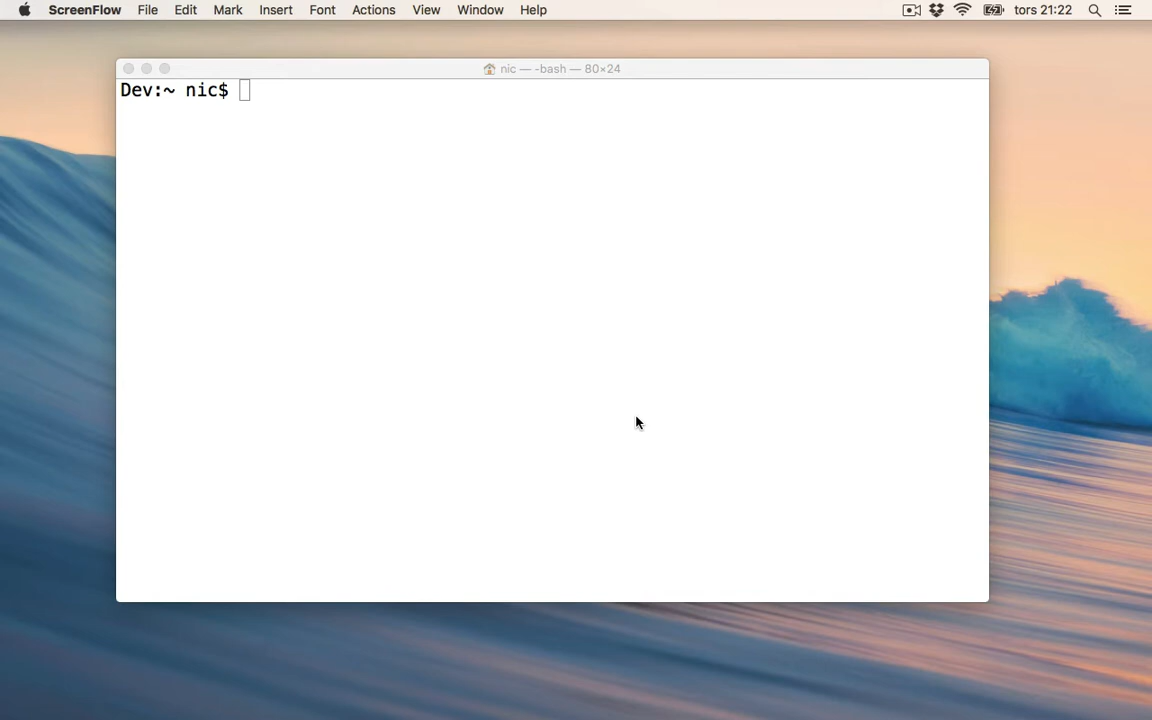 ScreenFlow File Edit Mark Insert Font Actions View Window Help tors 21:22
nic — -bash — 80×24
Dev:~ nic$